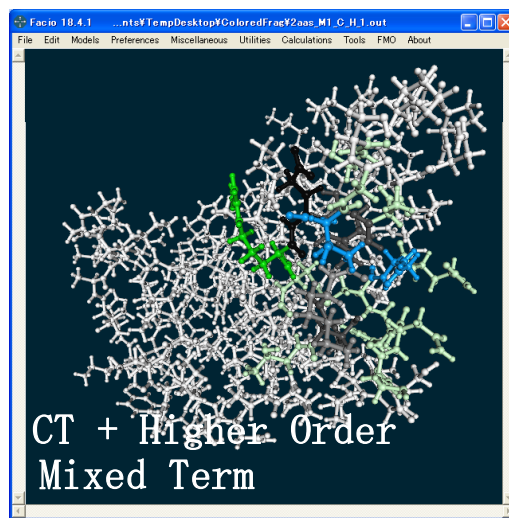 Facio 18.4.1 ...nts¥TempDesktop¥ColoredFrag¥2aas_M1_C_H_1.out
File Edit Models Preferences Miscellaneous Utilities Calculations Tools FMO About
CT + Higher Order
Mixed Term